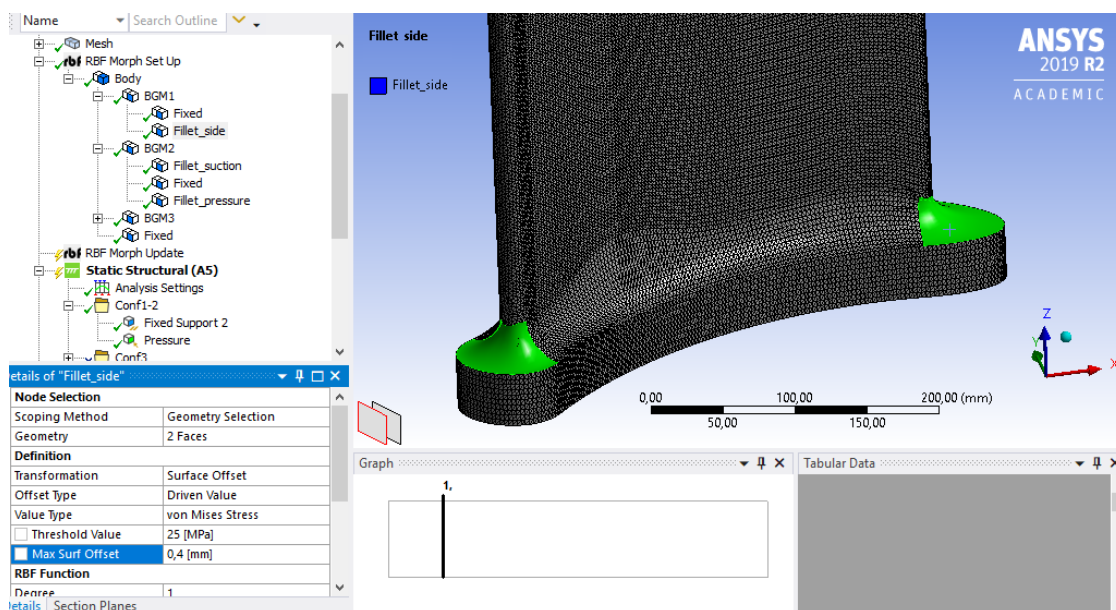 Name
Search Outline
Mesh
rbf RBF Morph Set Up
Body
BGM1
Fixed
Fillet_side
BGM2
Fillet_suction
Fixed
Fillet_pressure
BGM3
Fixed
rbf RBF Morph Update
Static Structural (A5)
Analysis Settings
Conf1-2
Fixed Support 2
Pressure
Conf3
etails of "Fillet_side"
Node Selection
Scoping Method Geometry Selection
Geometry 2 Faces
Definition
Transformation Surface Offset
Offset Type Driven Value
Value Type von Mises Stress
Threshold Value 25 [MPa]
Max Surf Offset 0,4 [mm]
RBF Function
Degree 1
Details Section Planes
Fillet side
Fillet_side
ANSYS
2019 R2
ACADEMIC
Z
Y
X
0,00 100,00 200,00 (mm)
50,00 150,00
Graph
1,
Tabular Data